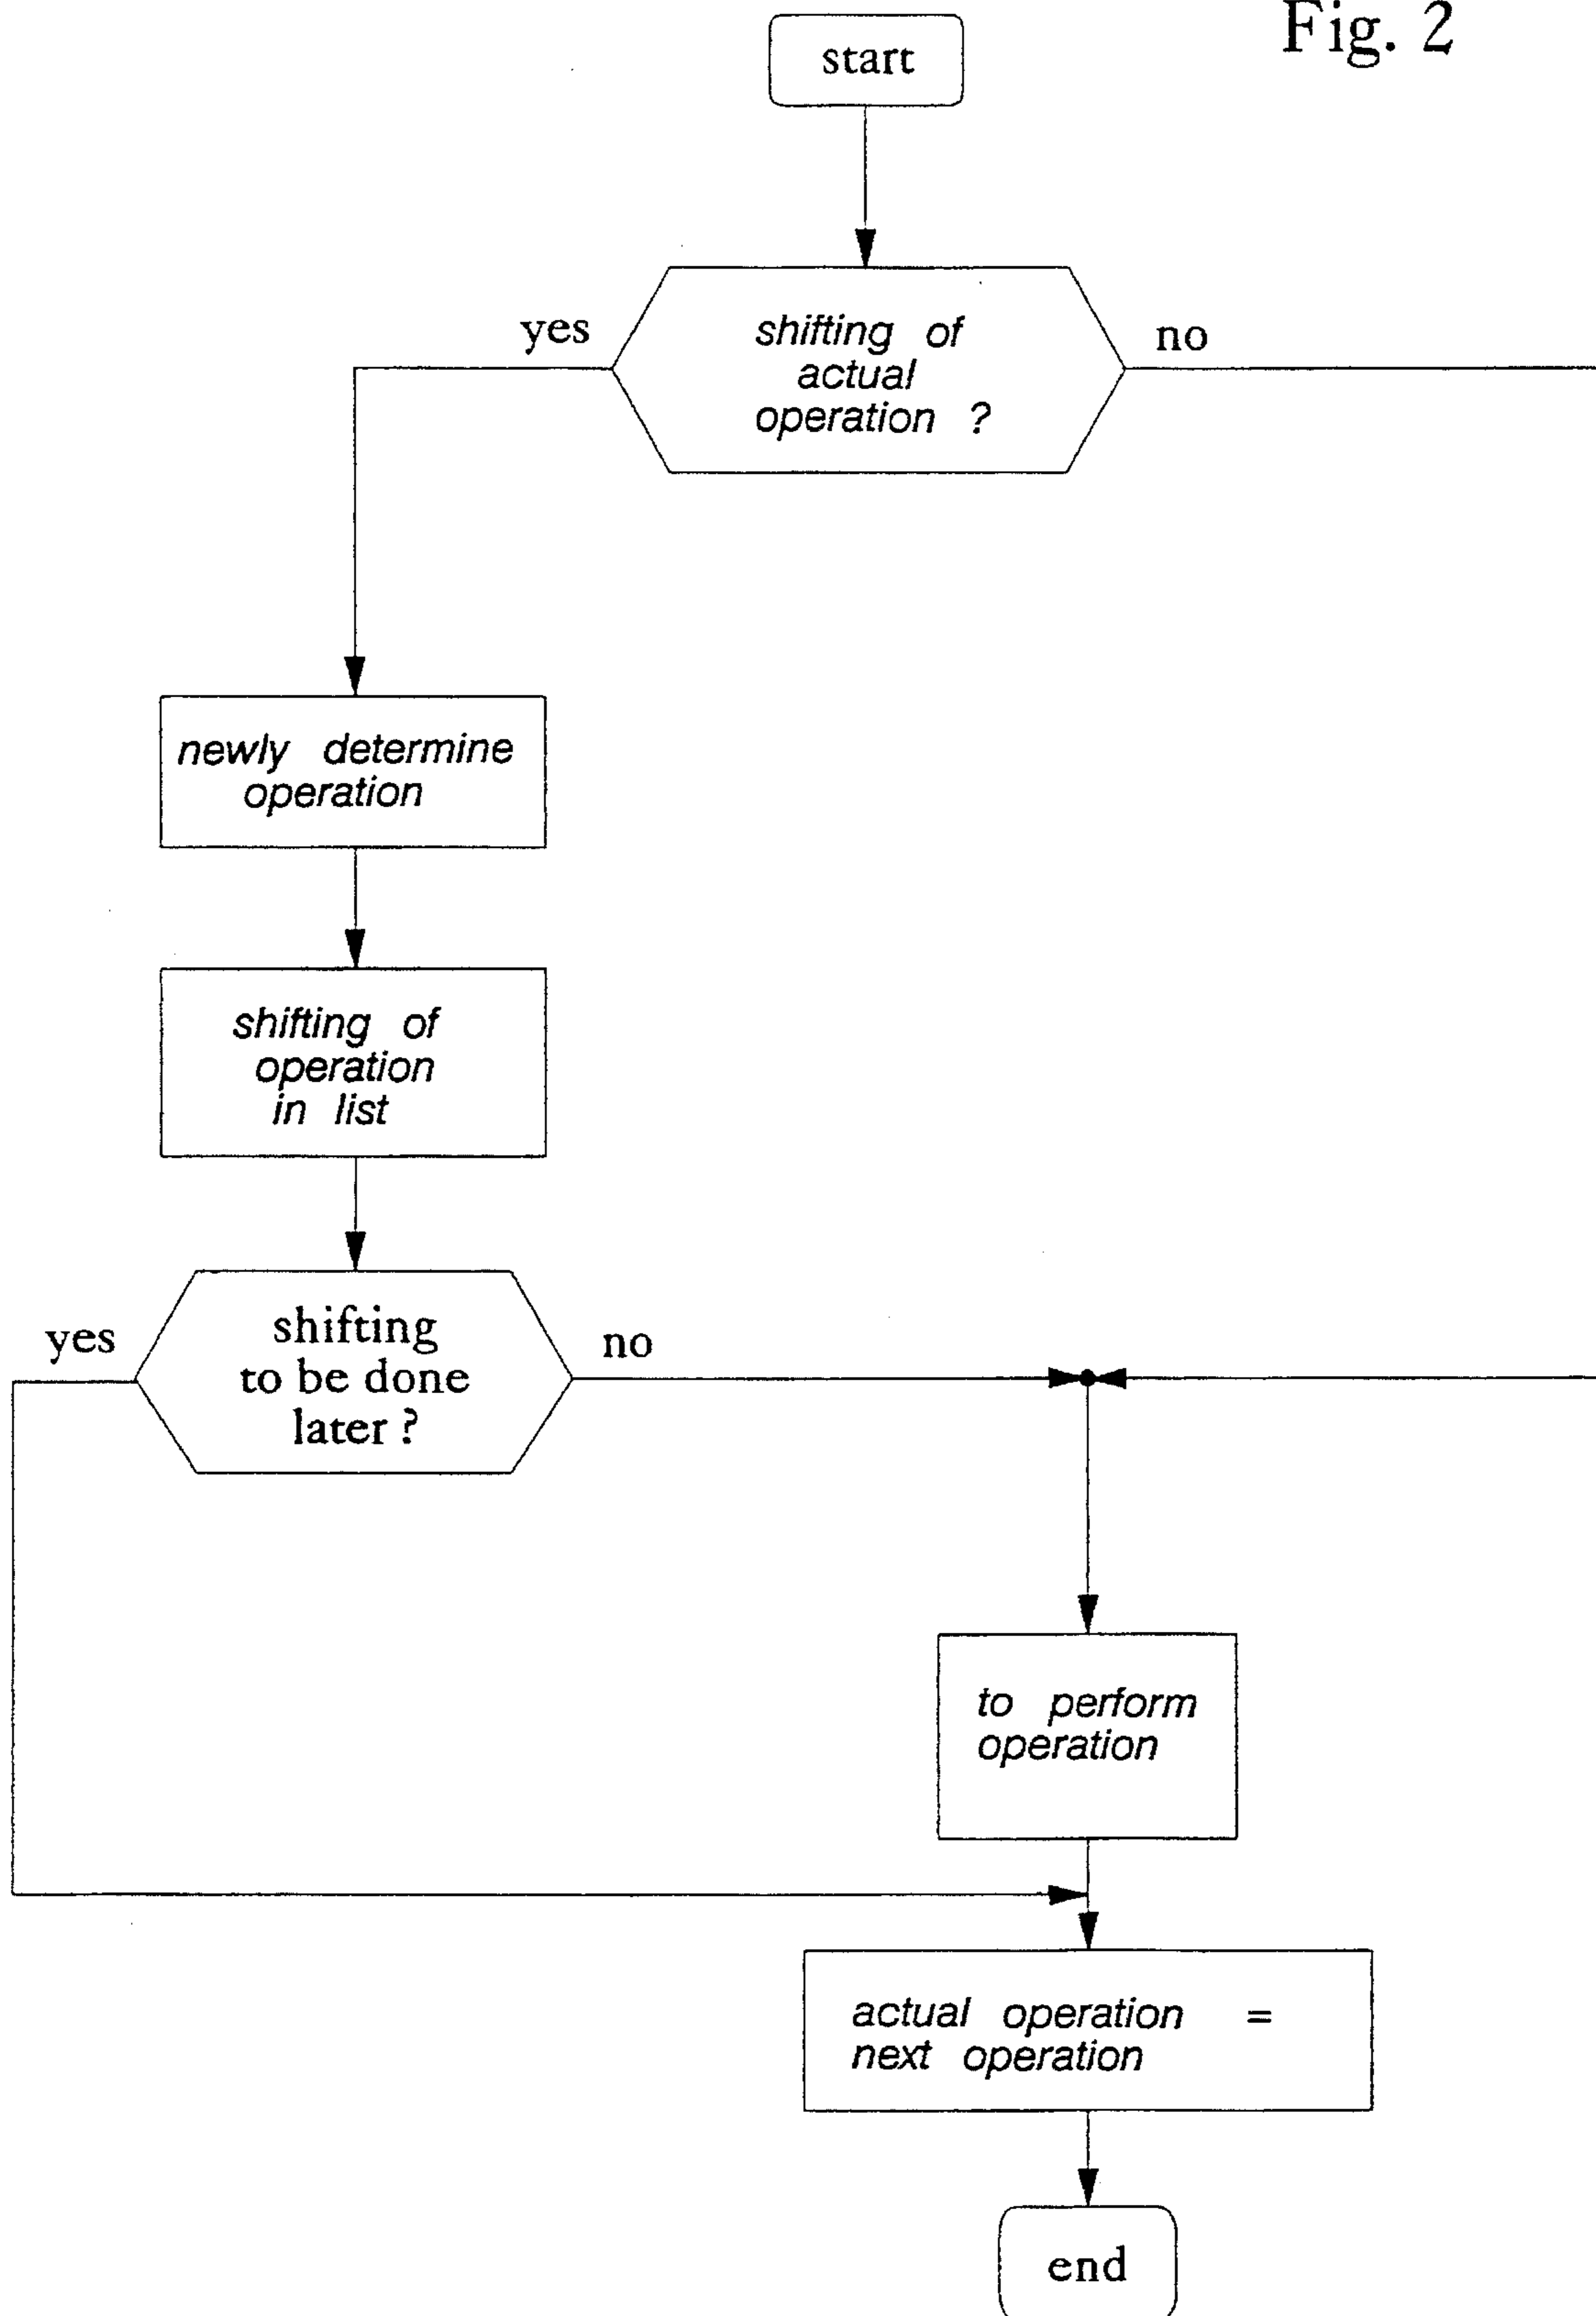 Fig. 2
start
yes
shifting of
actual
operation ?
no
newly determine
operation
shifting of
operation
in list
yes
shifting
to be done
later ?
no
to perform
operation
actual operation =
next operation
end